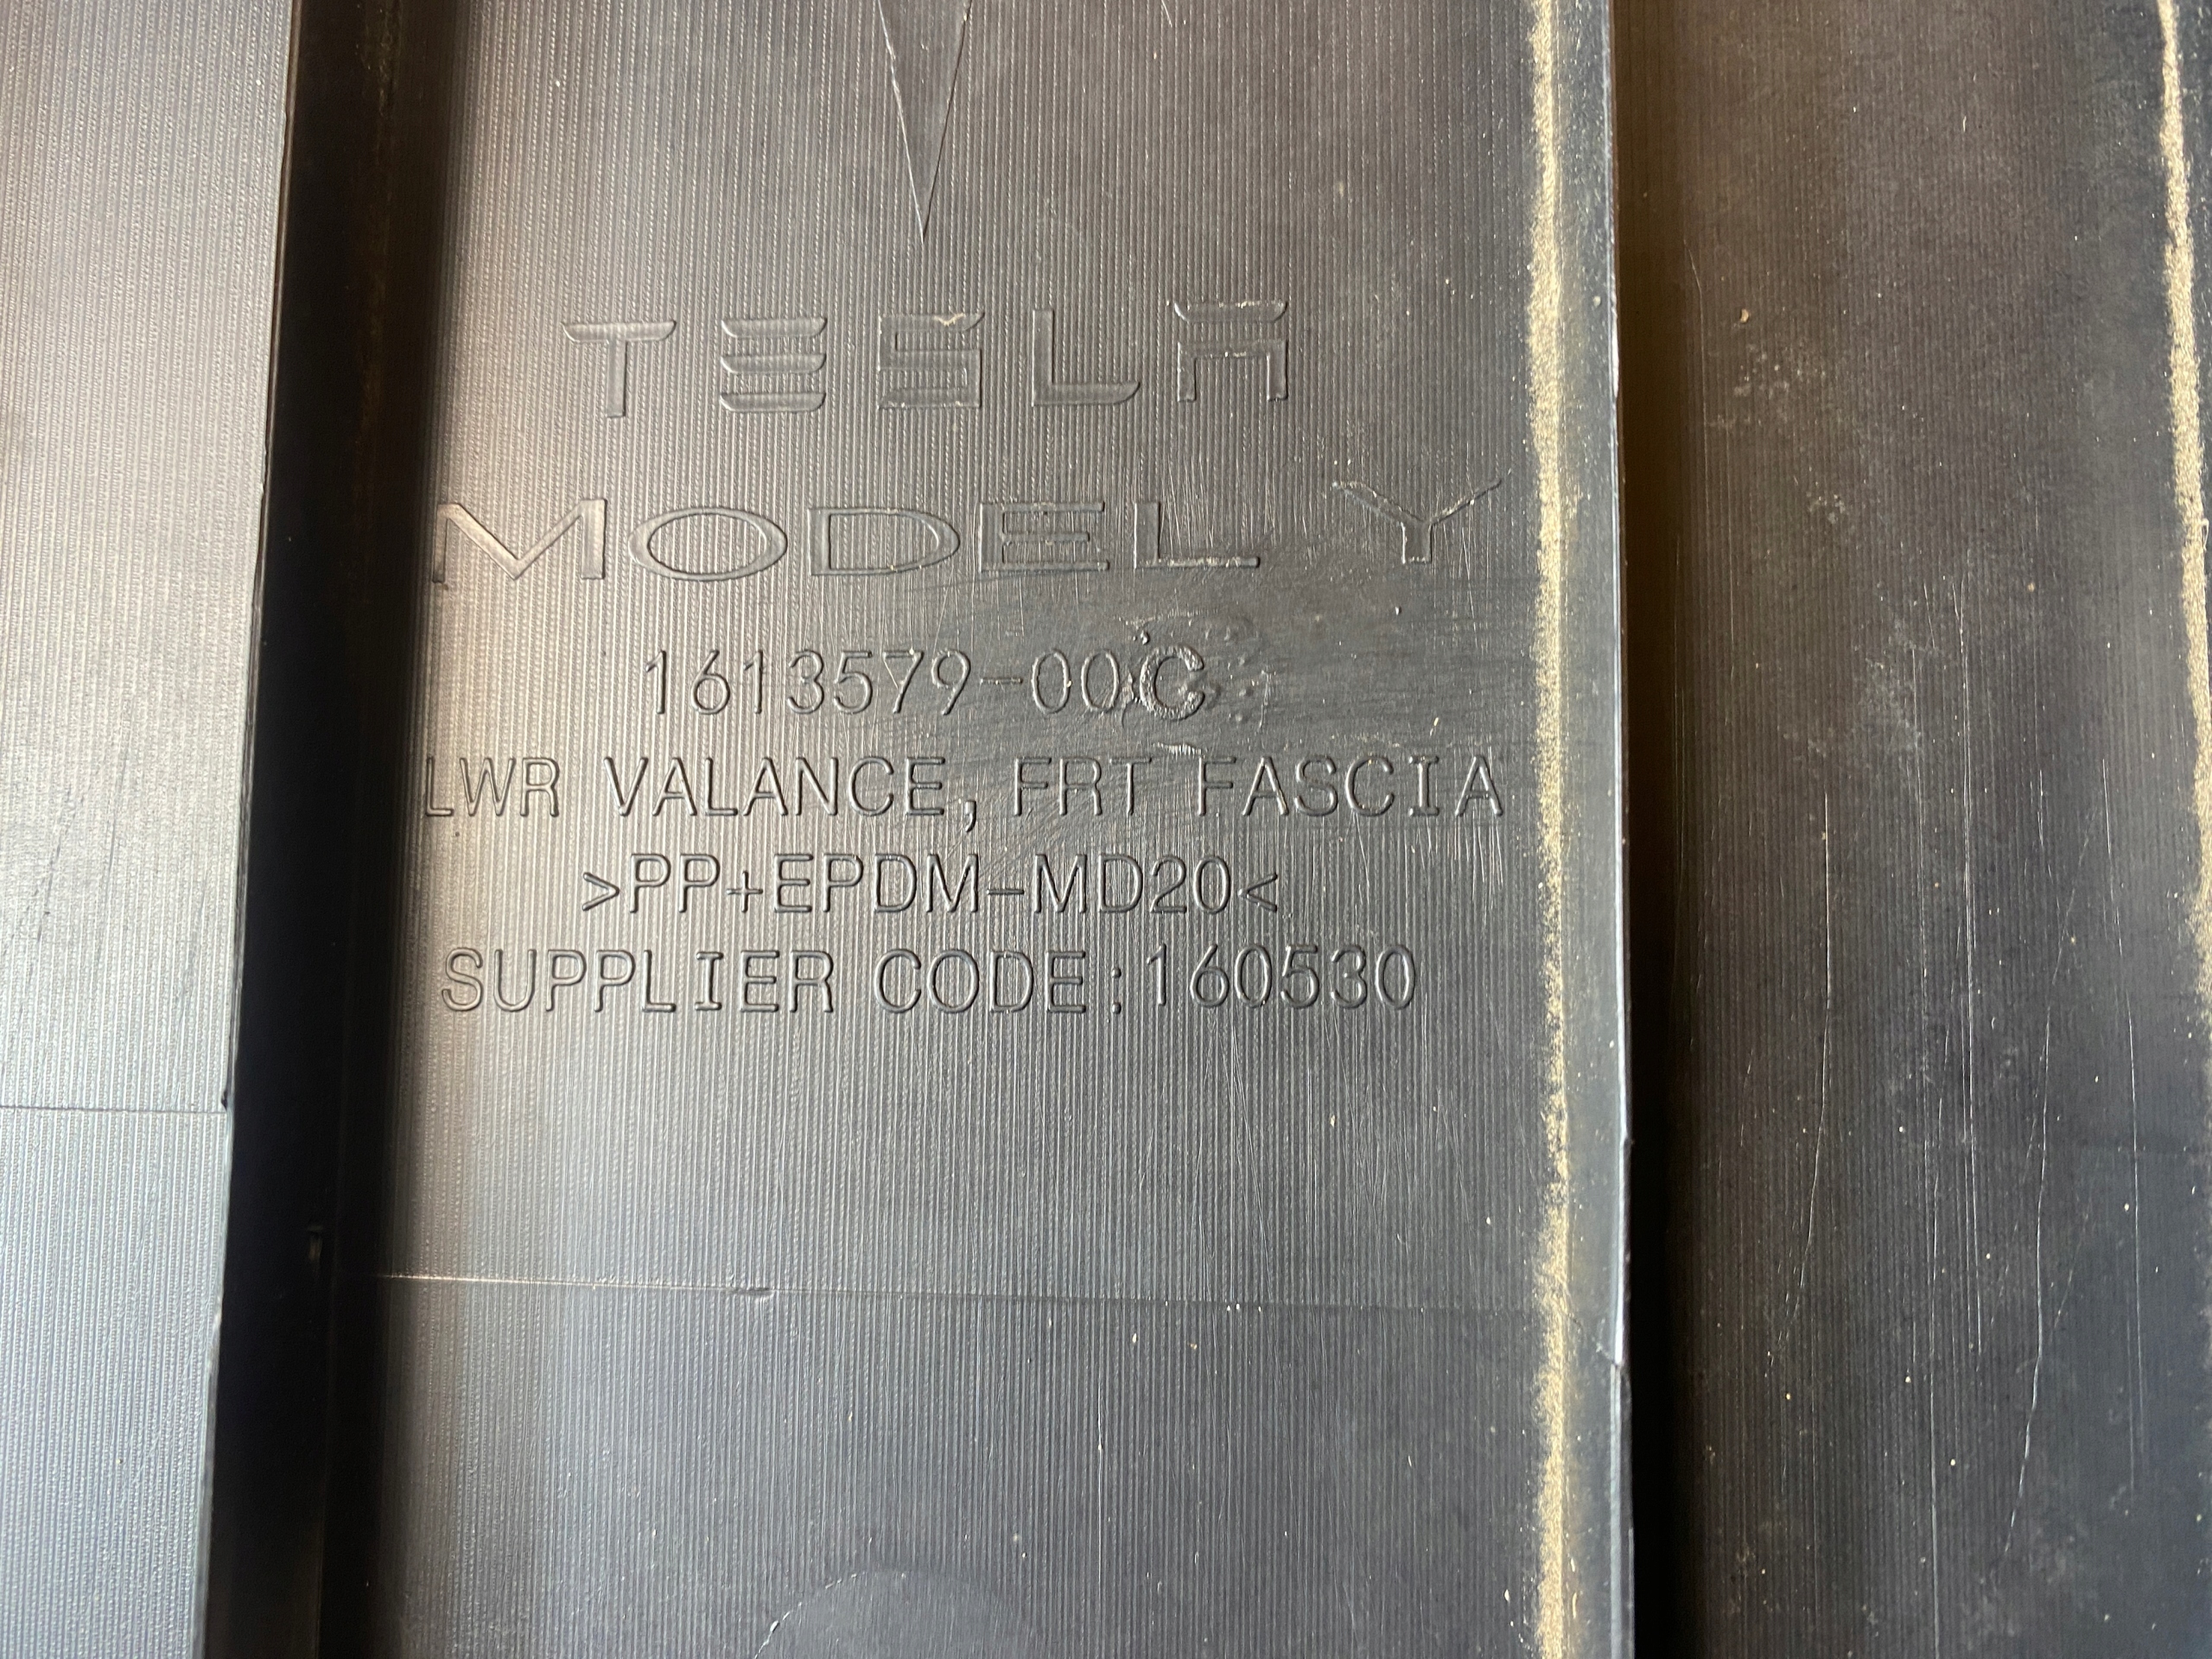 TESLA
MODEL Y
1613579-00C
LWR VALANCE, FRT FASCIA
>PP+EPDM-MD20<
SUPPLIER CODE:160530